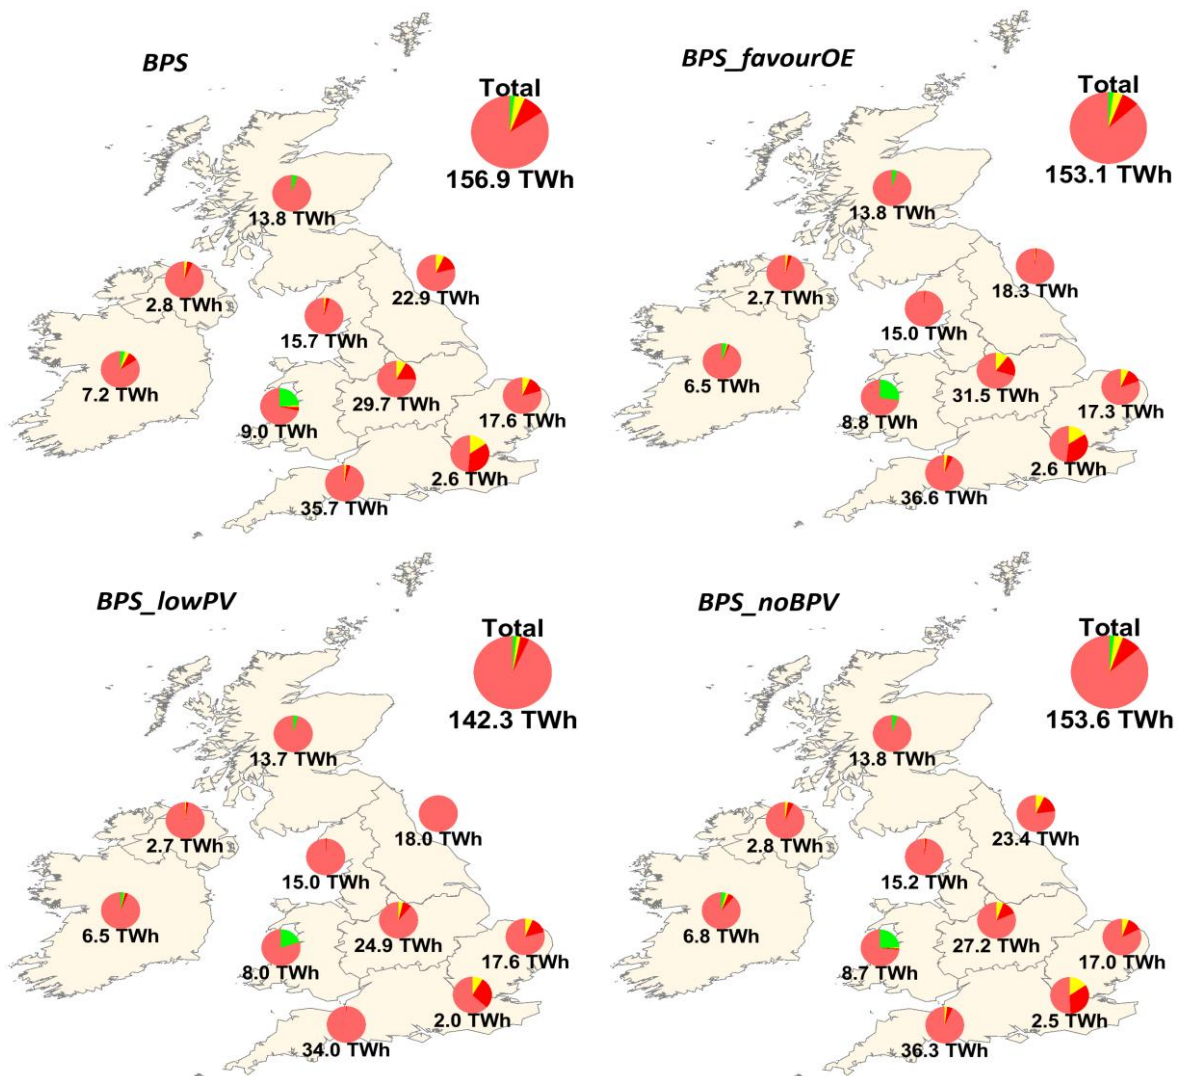 BPS
Total
156.9 TWh
13.8 TWh
2.8 TWh
22.9 TWh
15.7 TWh
7.2 TWh
29.7 TWh
9.0 TWh
17.6 TWh
2.6 TWh
35.7 TWh
BPS_favourOE
Total
153.1 TWh
13.8 TWh
2.7 TWh
18.3 TWh
15.0 TWh
6.5 TWh
31.5 TWh
8.8 TWh
17.3 TWh
2.6 TWh
36.6 TWh
BPS_lowPV
Total
142.3 TWh
13.7 TWh
2.7 TWh
18.0 TWh
15.0 TWh
6.5 TWh
24.9 TWh
8.0 TWh
17.6 TWh
2.0 TWh
34.0 TWh
BPS_noBPV
Total
153.6 TWh
13.8 TWh
2.8 TWh
23.4 TWh
15.2 TWh
6.8 TWh
27.2 TWh
8.7 TWh
17.0 TWh
2.5 TWh
36.3 TWh